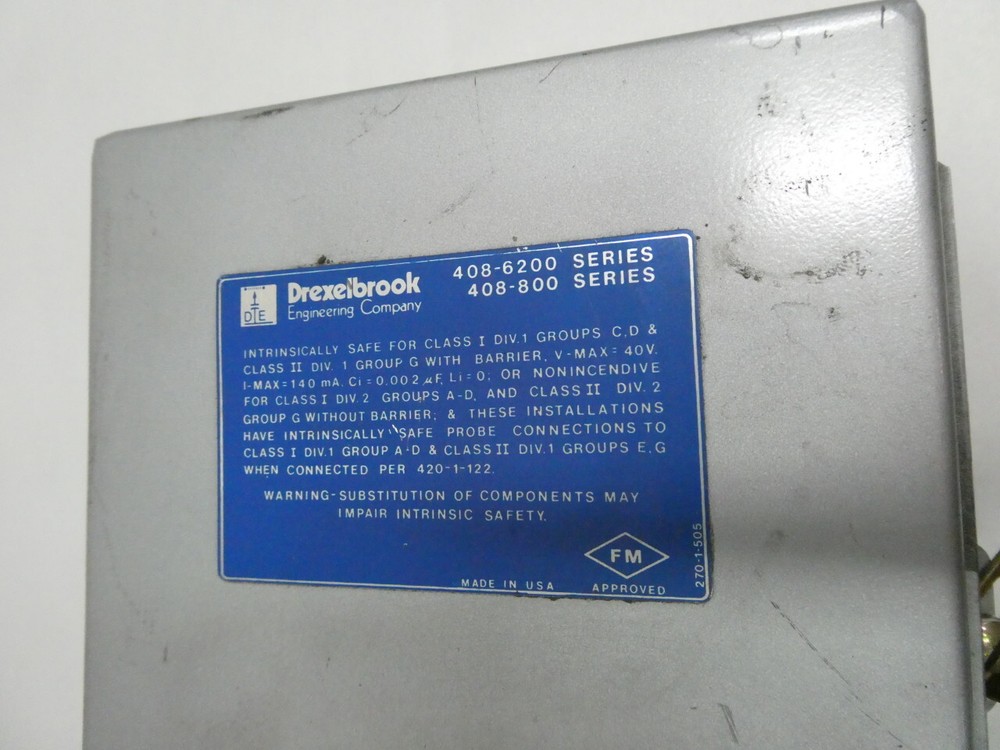 DTE
Drexelbrook
Engineering Company
408-6200 SERIES
408-800 SERIES
INTRINSICALLY SAFE FOR CLASS I DIV.1 GROUPS C,D &
CLASS II DIV. 1 GROUP G WITH BARRIER, V-MAX=40V.
I-MAX=140 mA. Ci=0.002 µF, Li=0; OR NONINCENDIVE
FOR CLASS I DIV. 2 GROUPS A-D, AND CLASS II DIV. 2
GROUP G WITHOUT BARRIER; & THESE INSTALLATIONS
HAVE INTRINSICALLY SAFE PROBE CONNECTIONS TO
CLASS I DIV.1 GROUP A-D & CLASS II DIV.1 GROUPS E,G
WHEN CONNECTED PER 420-1-122.
WARNING-SUBSTITUTION OF COMPONENTS MAY
IMPAIR INTRINSIC SAFETY.
FM
MADE IN USA APPROVED
270-1-505